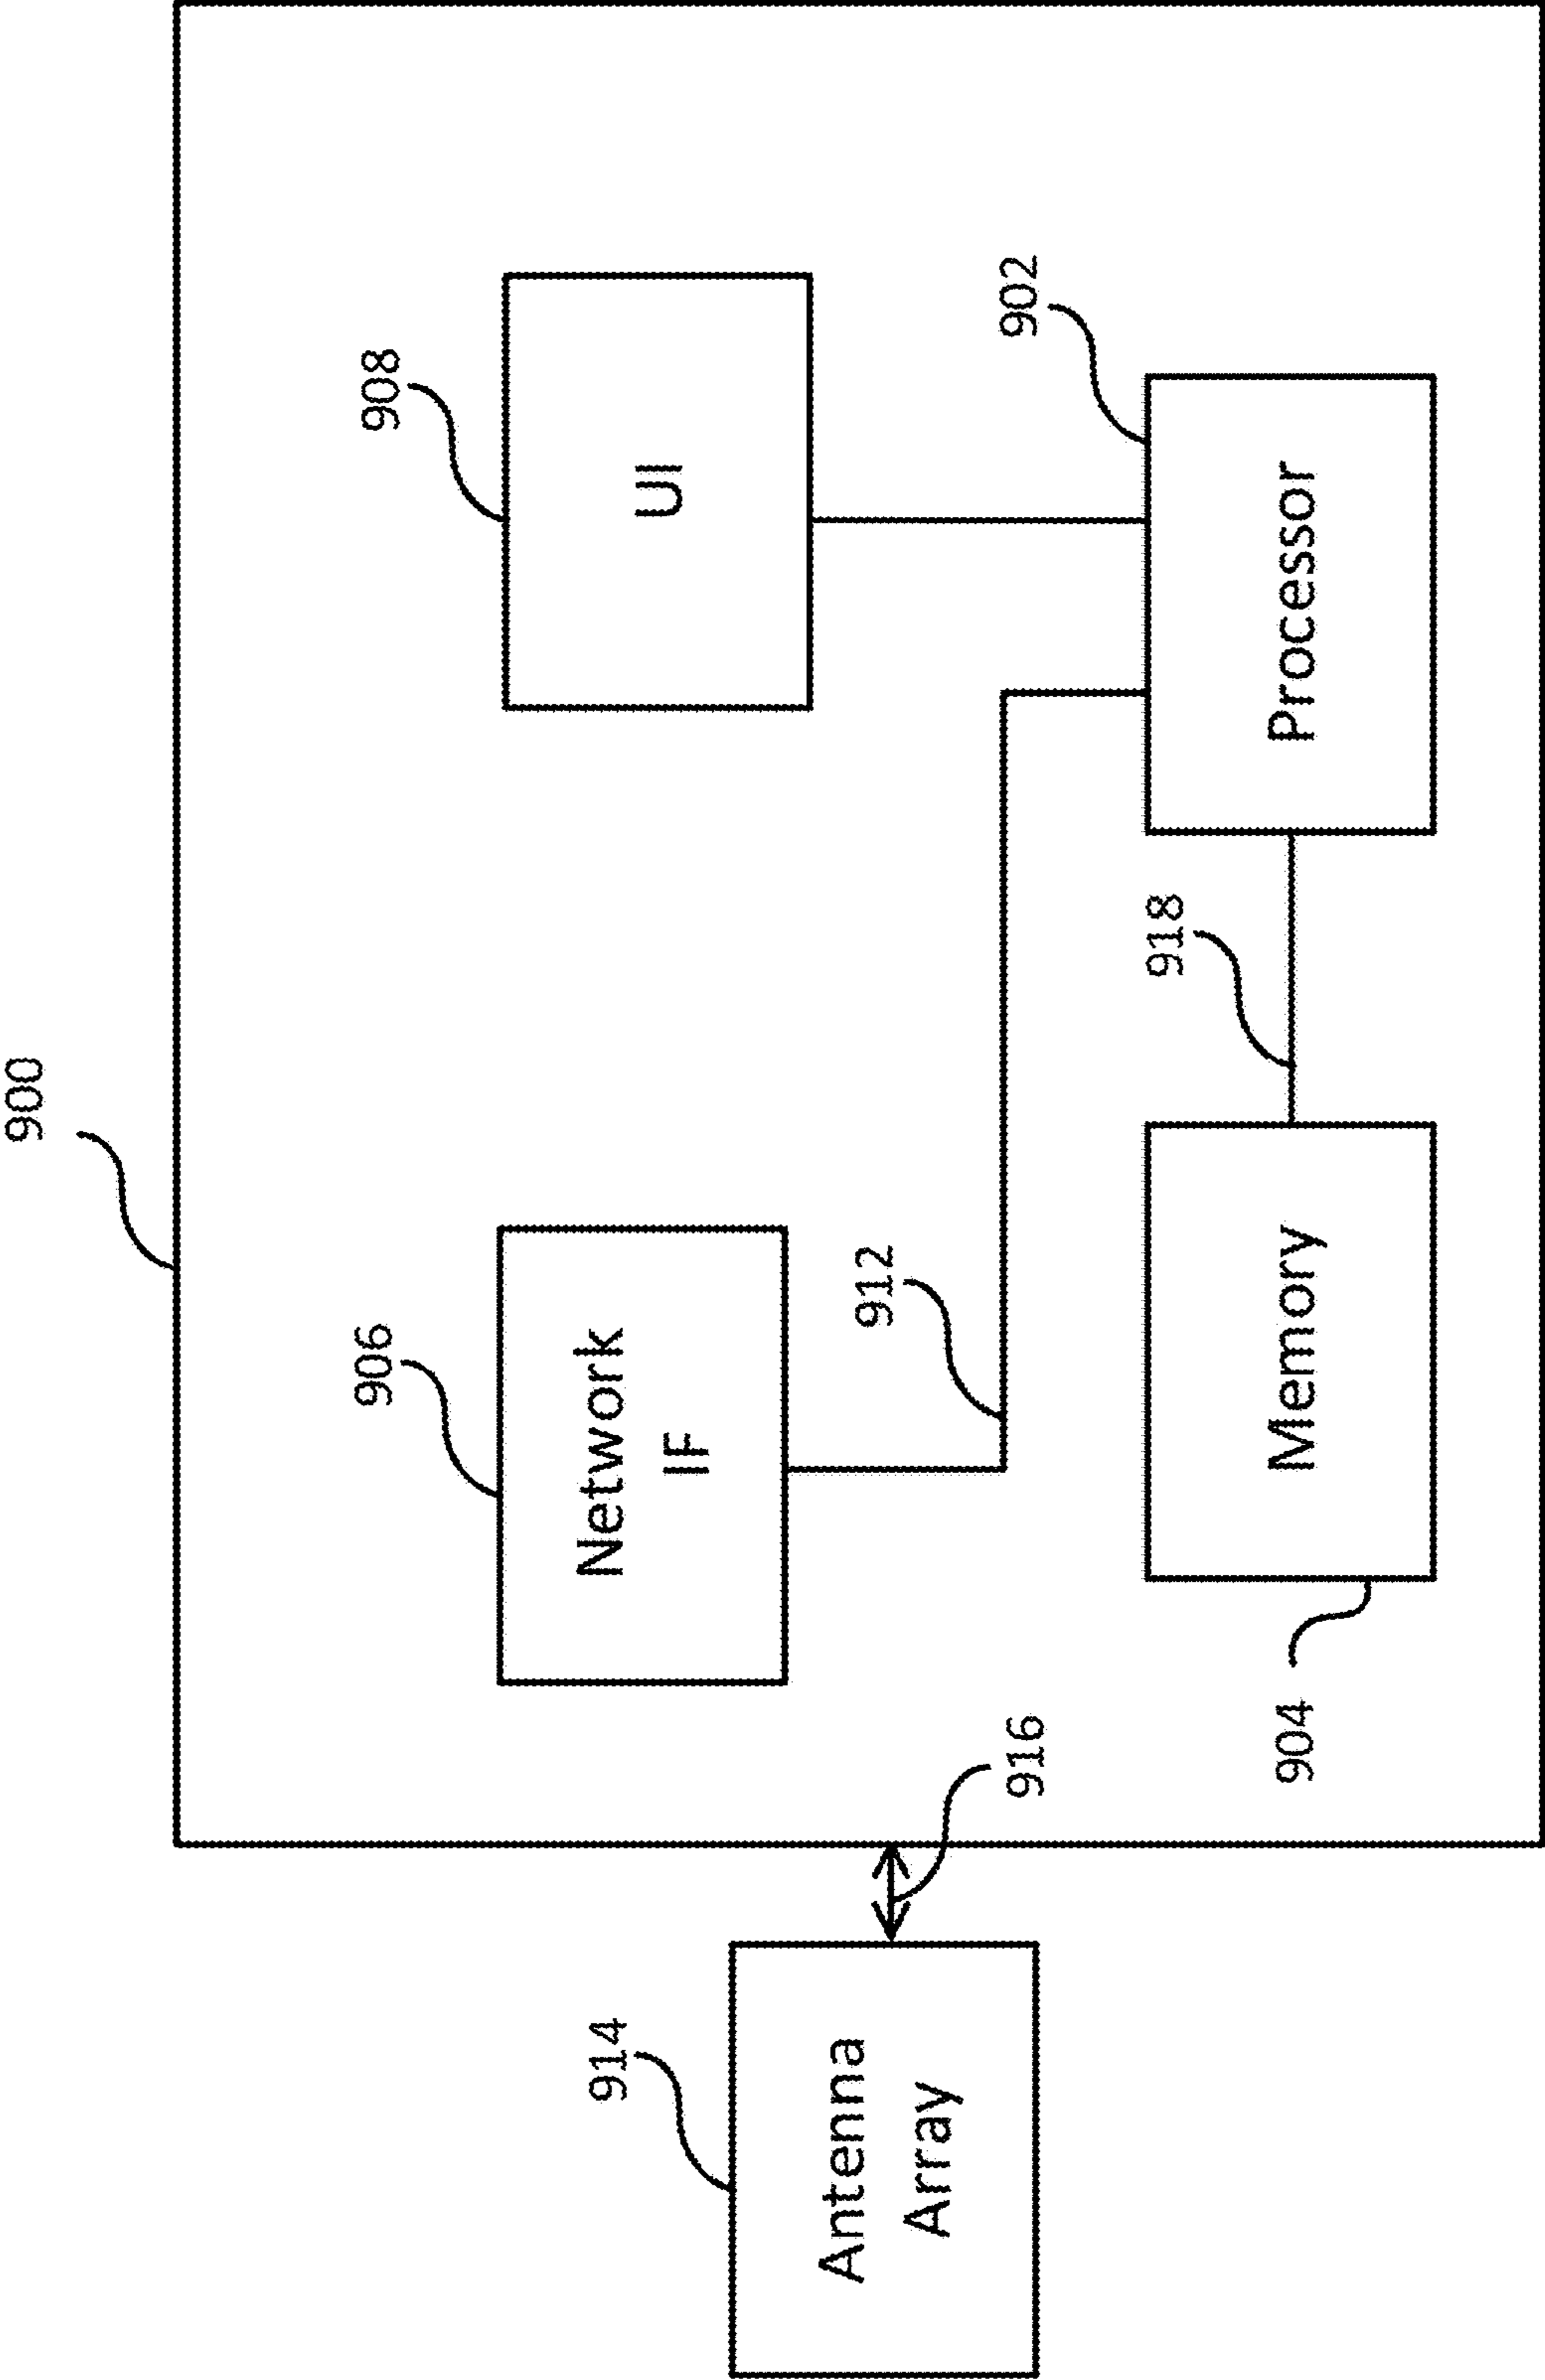 900
906
Network
IF
908
UI
914
Antenna
Array
916
912
918
902
904
Memory
Processor